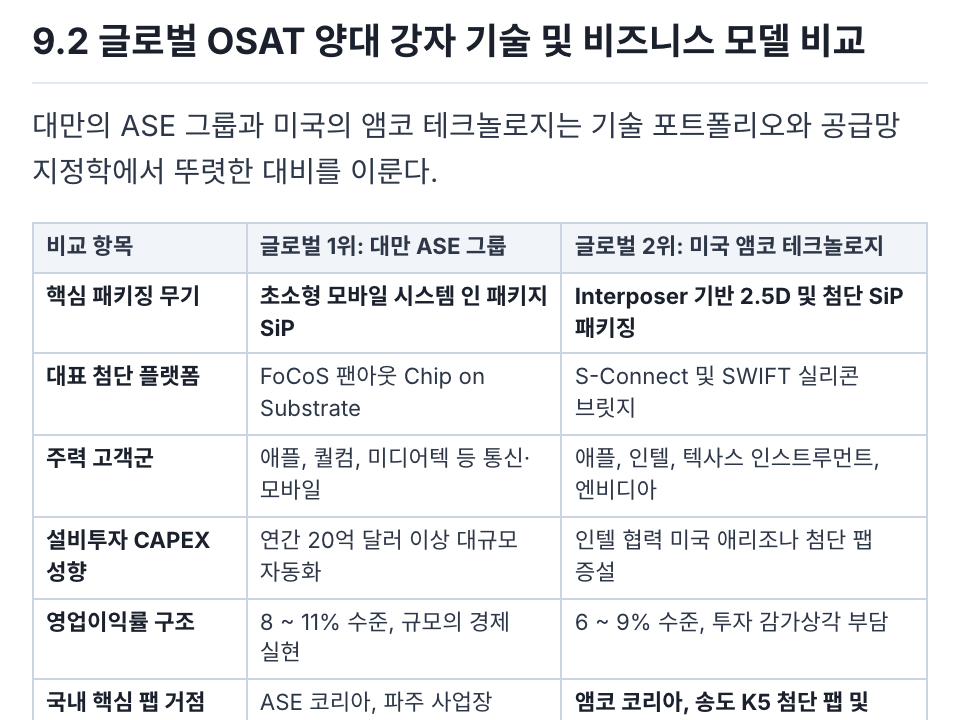 9.2 글로벌 OSAT 양대 강자 기술 및 비즈니스 모델 비교
대만의 ASE 그룹과 미국의 앰코 테크놀로지는 기술 포트폴리오와 공급망
지정학에서 뚜렷한 대비를 이룬다.
비교 항목
글로벌 1위: 대만 ASE 그룹
글로벌 2위: 미국 앰코 테크놀로지
핵심 패키징 무기
초소형 모바일 시스템 인 패키지
SiP
Interposer 기반 2.5D 및 첨단 SiP
패키징
대표 첨단 플랫폼
FoCoS 팬아웃 Chip on
Substrate
S-Connect 및 SWIFT 실리콘
브릿지
주력 고객군
애플, 퀄컴, 미디어텍 등 통신·
모바일
애플, 인텔, 텍사스 인스트루먼트,
엔비디아
설비투자 CAPEX
성향
연간 20억 달러 이상 대규모
자동화
인텔 협력 미국 애리조나 첨단 팹
증설
영업이익률 구조
8 ~ 11% 수준, 규모의 경제
실현
6 ~ 9% 수준, 투자 감가상각 부담
국내 핵심 팹 거점
ASE 코리아, 파주 사업장
앰코 코리아, 송도 K5 첨단 팹 및